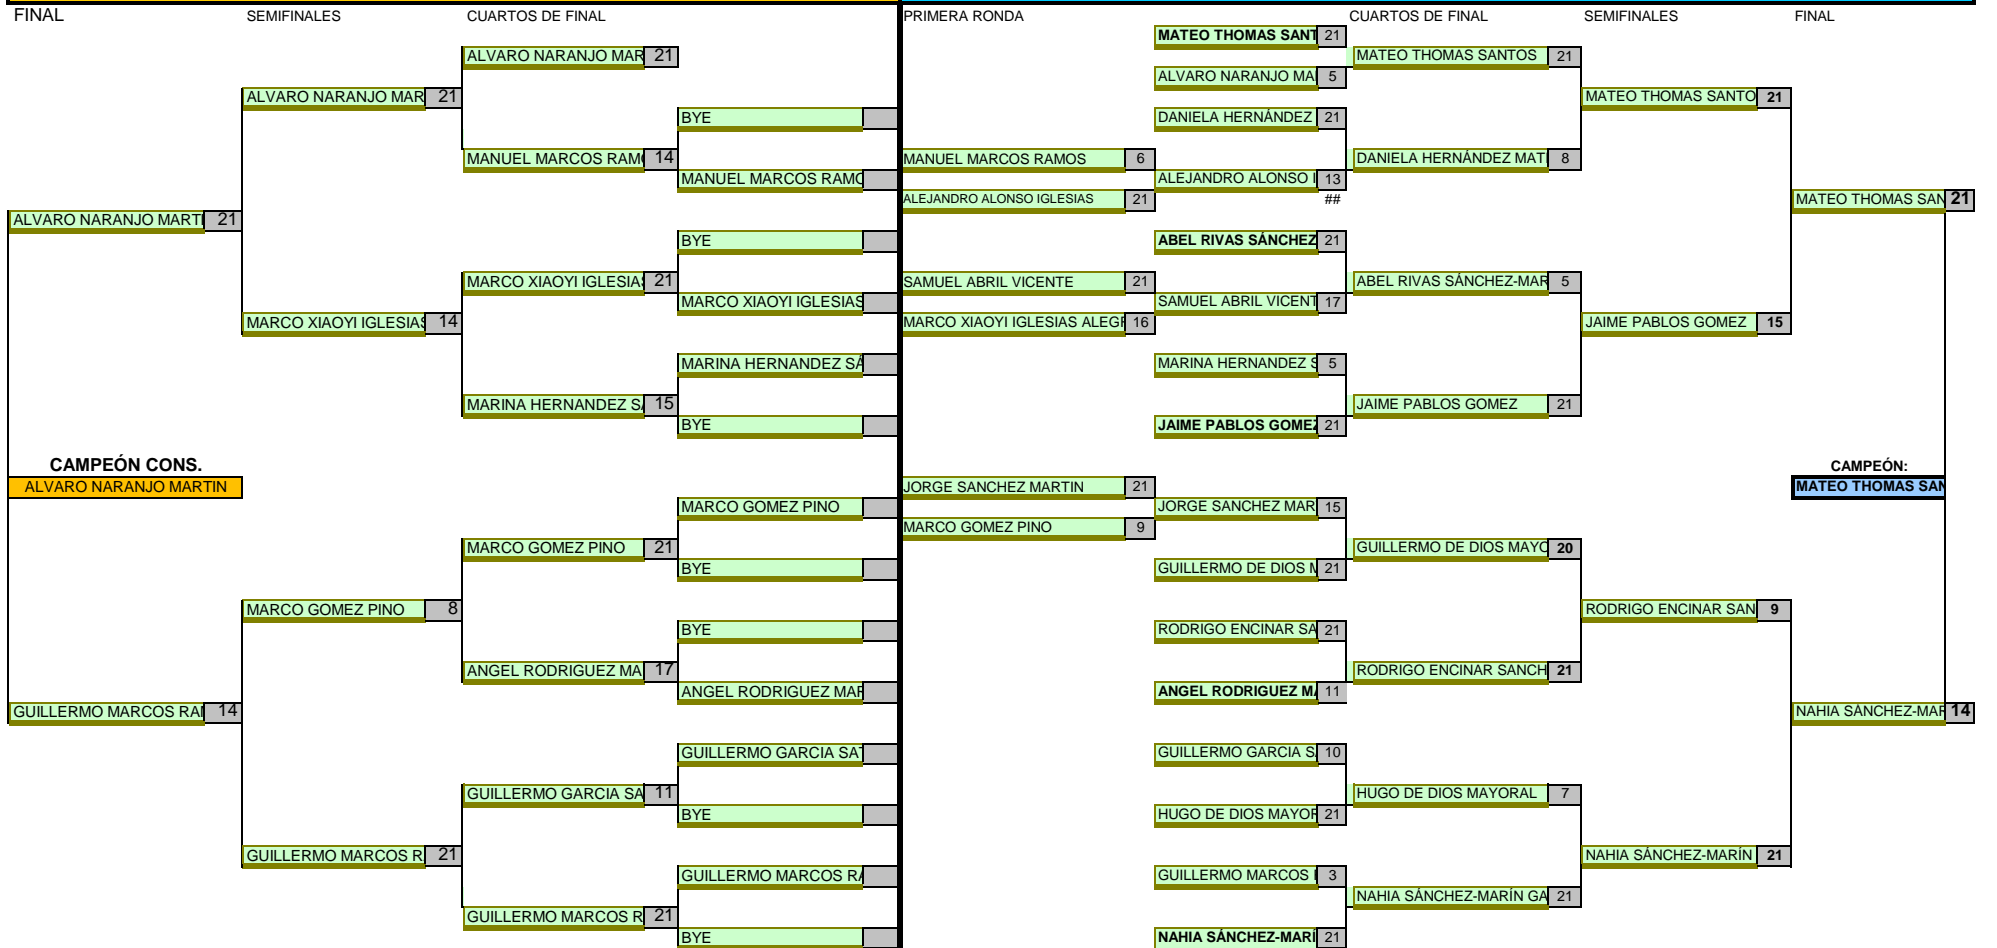 FINAL SEMIFINALES CUARTOS DE FINAL PRIMERA RONDA CUARTOS DE FINAL SEMIFINALES FINAL
MATEO THOMAS SANT 21
ALVARO NARANJO MAR 21 MATEO THOMAS SANTOS 21
ALVARO NARANJO MA 5
ALVARO NARANJO MAR 21 MATEO THOMAS SANTO 21
BYE DANIELA HERNÁNDEZ 21
MANUEL MARCOS RAMO 14 MANUEL MARCOS RAMOS 6 DANIELA HERNÁNDEZ MAT 8
MANUEL MARCOS RAMO ALEJANDRO ALONSO I 13
ALEJANDRO ALONSO IGLESIAS 21 ## MATEO THOMAS SAN 21
ALVARO NARANJO MARTI 21
BYE ABEL RIVAS SÁNCHEZ 21
MARCO XIAOYI IGLESIAS 21 SAMUEL ABRIL VICENTE 21 ABEL RIVAS SÁNCHEZ-MAR 5
MARCO XIAOYI IGLESIAS SAMUEL ABRIL VICENT 17
MARCO XIAOYI IGLESIAS 14 MARCO XIAOYI IGLESIAS ALEGR 16 JAIME PABLOS GOMEZ 15
MARINA HERNANDEZ SÁ MARINA HERNANDEZ S 5
MARINA HERNANDEZ SÁ 15 JAIME PABLOS GOMEZ 21
BYE JAIME PABLOS GOMEZ 21
CAMPEÓN CONS. CAMPEÓN:
ALVARO NARANJO MARTIN JORGE SANCHEZ MARTIN 21 MATEO THOMAS SAN
MARCO GOMEZ PINO JORGE SANCHEZ MAR 15
MARCO GOMEZ PINO 9
MARCO GOMEZ PINO 21 GUILLERMO DE DIOS MAYO 20
BYE GUILLERMO DE DIOS M 21
MARCO GOMEZ PINO 8 RODRIGO ENCINAR SAN 9
BYE RODRIGO ENCINAR SA 21
ANGEL RODRIGUEZ MA 17 RODRIGO ENCINAR SANCH 21
ANGEL RODRIGUEZ MAR ANGEL RODRIGUEZ MA 11
GUILLERMO MARCOS RAM 14 NAHIA SÁNCHEZ-MAR 14
GUILLERMO GARCIA SAT GUILLERMO GARCIA S 10
GUILLERMO GARCIA SA 11 HUGO DE DIOS MAYORAL 7
BYE HUGO DE DIOS MAYOR 21
GUILLERMO MARCOS R 21 NAHIA SÁNCHEZ-MARÍN 21
GUILLERMO MARCOS RA GUILLERMO MARCOS 3
NAHIA SÁNCHEZ-MARÍN GA 21
GUILLERMO MARCOS R 21
BYE NAHIA SÁNCHEZ-MARÍ 21